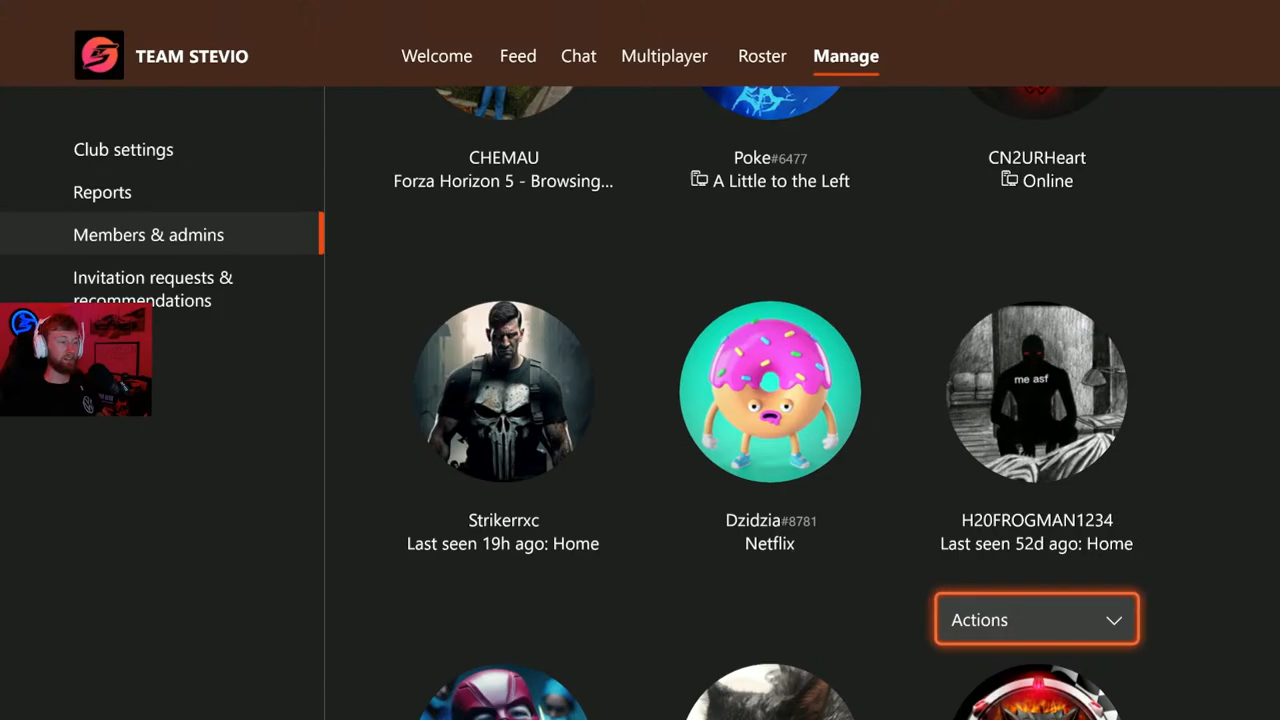 TEAM STEVIO
Welcome
Feed
Chat
Multiplayer
Roster
Manage
Club settings
Reports
Members & admins
Invitation requests &
recommendations
CHEMAU
Forza Horizon 5 - Browsing...
Poke#6477
A Little to the Left
CN2URHeart
Online
me asf
Strikerrxc
Last seen 19h ago: Home
Dzidzia#8781
Netflix
H20FROGMAN1234
Last seen 52d ago: Home
Actions